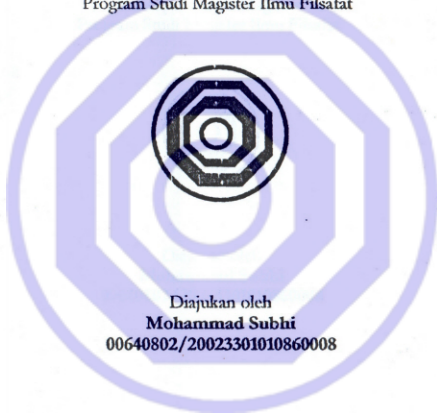 Program Studi Magister Ilmu Filsafat
Diajukan oleh
Mohammad Subhi
00640802/20023301010860008